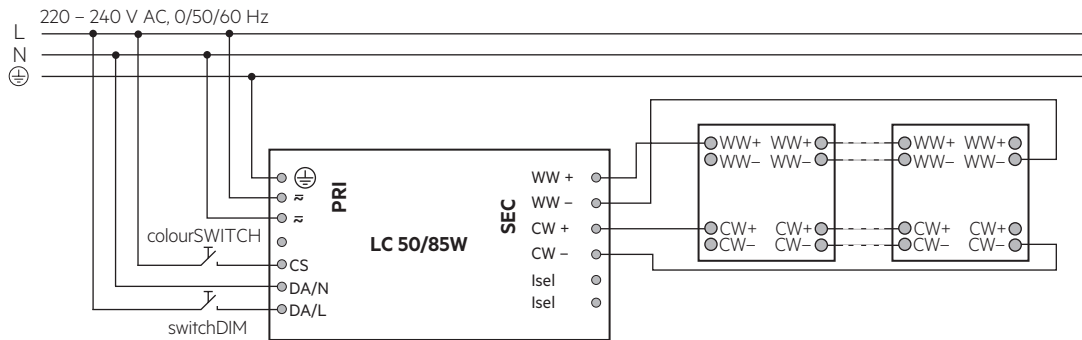 220 – 240 V AC, 0/50/60 Hz
L
N
PRI
SEC
LC 50/85W
colourSWITCH
CS
DA/N
DA/L
switchDIM
WW +
WW –
CW +
CW –
Isel
Isel
WW+ WW+
WW– WW–
CW+ CW+
CW– CW–
WW+ WW+
WW– WW–
CW+ CW+
CW– CW–